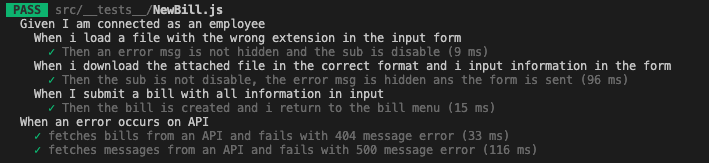 PASS src/__tests__/NewBill.js
Given I am connected as an employee
When i load a file with the wrong extension in the input form
✓ Then an error msg is not hidden and the sub is disable (9 ms)
When i download the attached file in the correct format and i input information in the form
✓ Then the sub is not disable, the error msg is hidden ans the form is sent (96 ms)
When I submit a bill with all information in input
✓ Then the bill is created and i return to the bill menu (15 ms)
When an error occurs on API
✓ fetches bills from an API and fails with 404 message error (33 ms)
✓ fetches messages from an API and fails with 500 message error (116 ms)